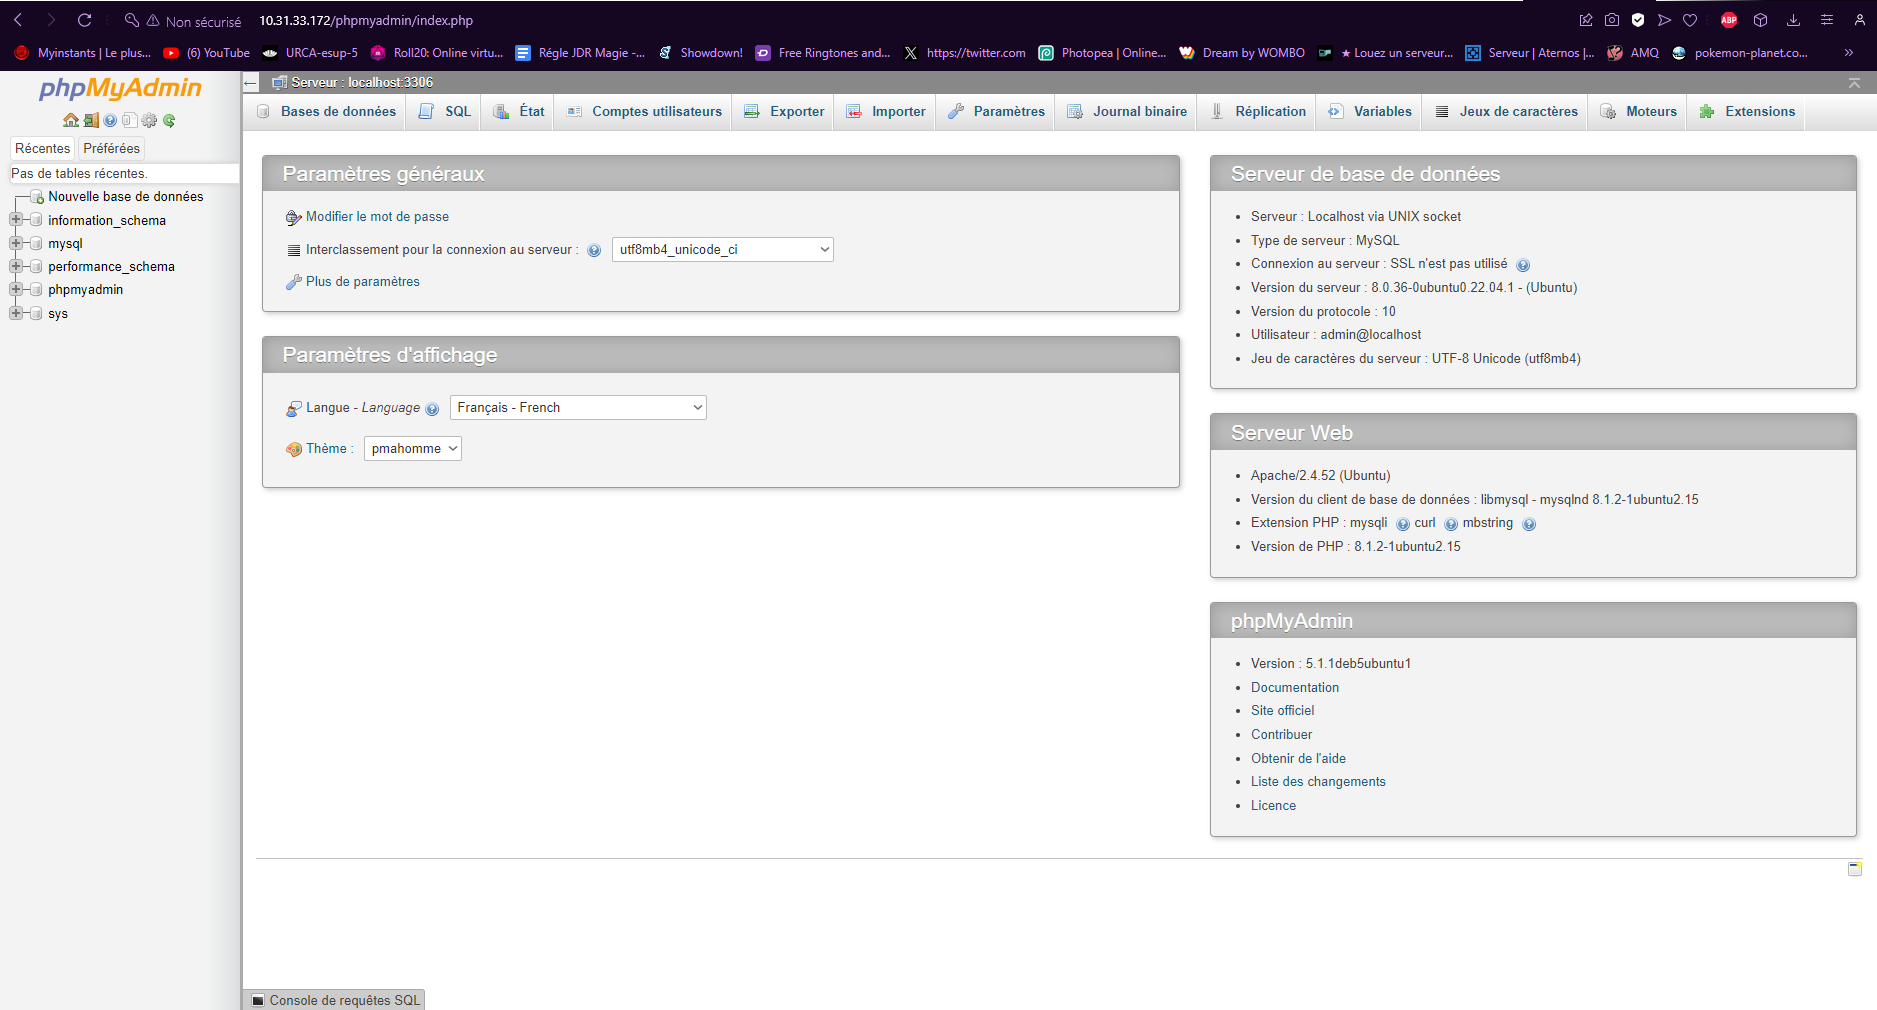 Non sécurisé 10.31.33.172/phpmyadmin/index.php
ABP
Myinstants | Le plus... (6) YouTube URCA-esup-5 Roll20: Online virtu... Régle JDR Magie -... Showdown! Free Ringtones and... https://twitter.com Photopea | Online... Dream by WOMBO ★ Louez un serveur... Serveur | Aternos |... AMQ pokemon-planet.co... »
phpMyAdmin
Récentes Préférées
Pas de tables récentes.
Nouvelle base de données
information_schema
mysql
performance_schema
phpmyadmin
sys
Serveur : localhost:3306
Bases de données SQL État Comptes utilisateurs Exporter Importer Paramètres Journal binaire Réplication Variables Jeux de caractères Moteurs Extensions
Paramètres généraux
Modifier le mot de passe
Interclassement pour la connexion au serveur : utf8mb4_unicode_ci
Plus de paramètres
Paramètres d'affichage
Langue - Language Français - French
Thème : pmahomme
Serveur de base de données
Serveur : Localhost via UNIX socket
Type de serveur : MySQL
Connexion au serveur : SSL n'est pas utilisé
Version du serveur : 8.0.36-0ubuntu0.22.04.1 - (Ubuntu)
Version du protocole : 10
Utilisateur : admin@localhost
Jeu de caractères du serveur : UTF-8 Unicode (utf8mb4)
Serveur Web
Apache/2.4.52 (Ubuntu)
Version du client de base de données : libmysql - mysqlnd 8.1.2-1ubuntu2.15
Extension PHP : mysqli curl mbstring
Version de PHP : 8.1.2-1ubuntu2.15
phpMyAdmin
Version : 5.1.1deb5ubuntu1
Documentation
Site officiel
Contribuer
Obtenir de l'aide
Liste des changements
Licence
Console de requêtes SQL